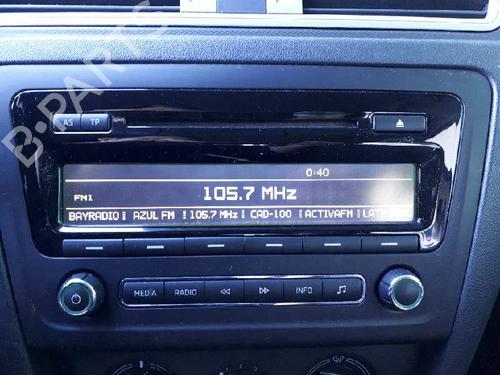 B-PARTS
AS TP
0:40
FM1
105.7 MHz
BAYRADIO AZUL FM 105.7 MHz CAD-100 ACTIVAFM
MEDIA RADIO INFO